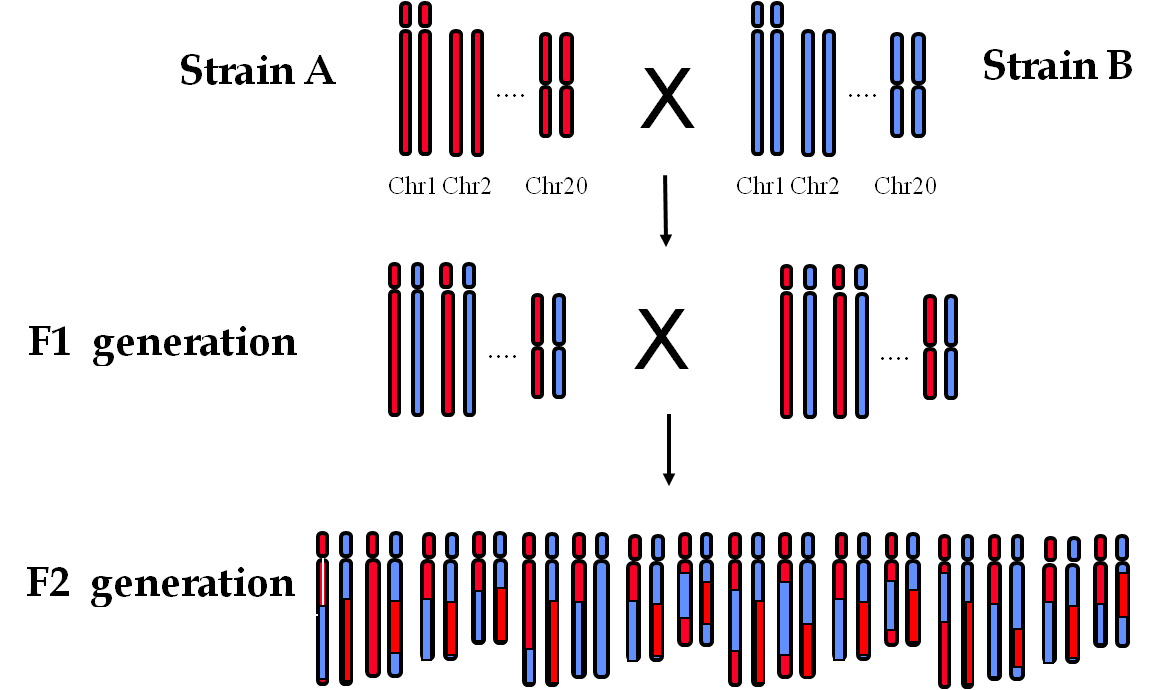 Strain A
X
Strain B
....
....
Chr1 Chr2 Chr20
Chr1 Chr2 Chr20
F1 generation
X
....
....
F2 generation